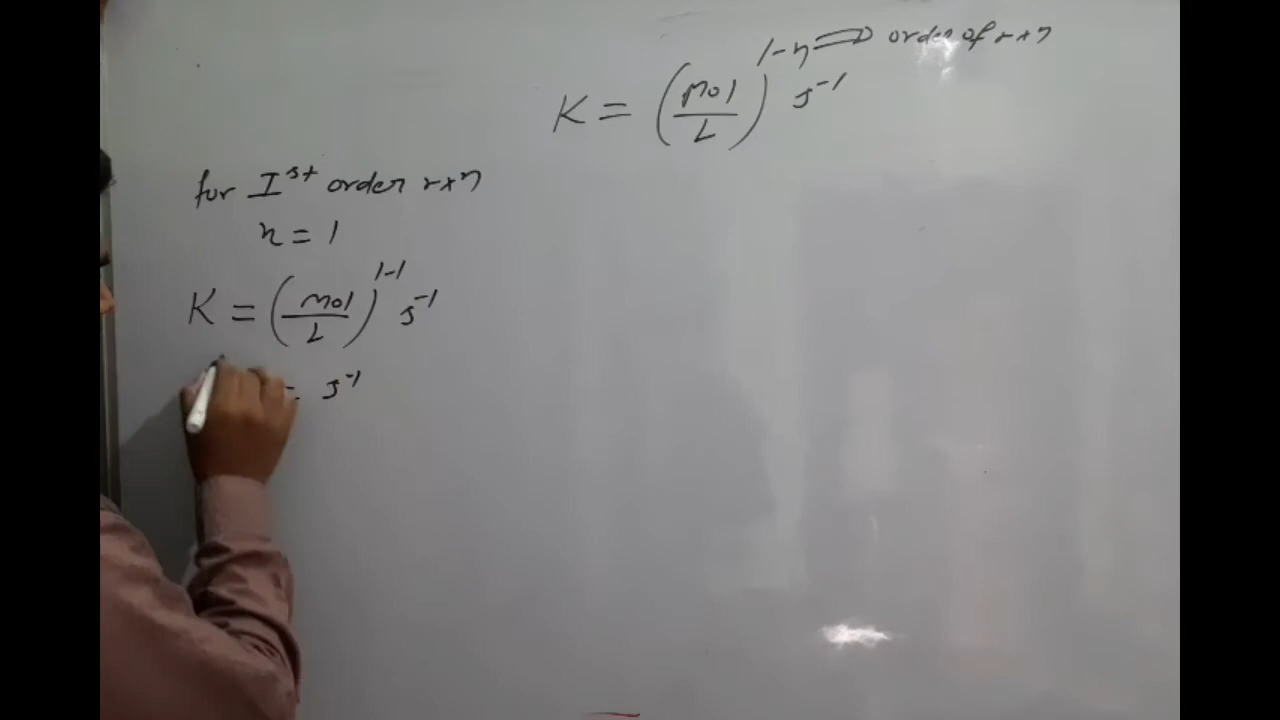 K = (mol/L)^1-n s^-1 ⇒ order of rxn
for Ist order rxn
n = 1
K = (mol/L)^1-1 s^-1
= s^-1